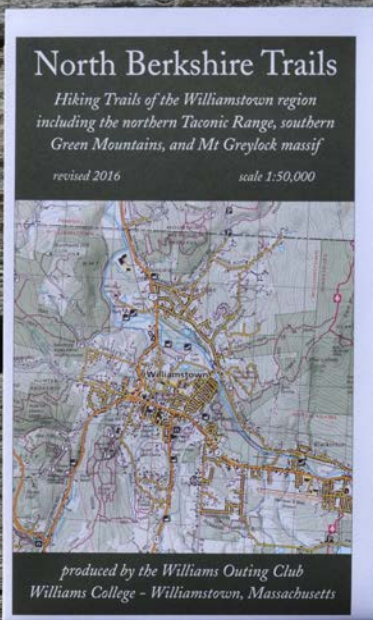 North Berkshire Trails
Hiking Trails of the Williamstown region
including the northern Taconic Range, southern
Green Mountains, and Mt Greylock massif
revised 2016 scale 1:50,000
Williamstown
produced by the Williams Outing Club
Williams College - Williamstown, Massachusetts